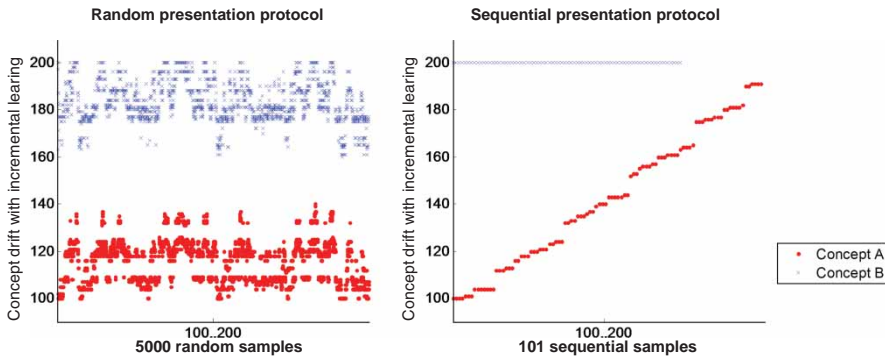 Random presentation protocol
Concept drift with incremental learing
200
180
160
140
120
100
100..200
5000 random samples
Sequential presentation protocol
Concept drift with incremental learing
200
180
160
140
120
100
100..200
101 sequential samples
Concept A
Concept B